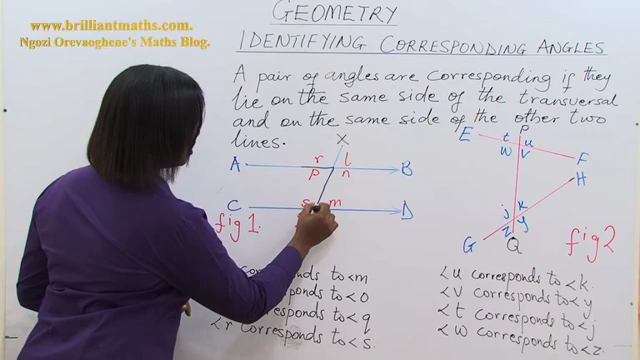 www.brilliantmaths.com.
Ngozi Orevaoghene's Maths Blog.
GEOMETRY
IDENTIFYING CORRESPONDING ANGLES
A pair of angles are corresponding if they
lie on the same side of the transversal
and on the same side of the other two
lines.
X
A r l B
p n
C s m D
fig 1.
E P
t u
w v F
H
j k
z y
G Q
fig 2
corresponds to <m
corresponds to <o
corresponds to <q
<r corresponds to <s.
<u corresponds to <k.
<v corresponds to <y
<t corresponds to <j
<w corresponds to <z.